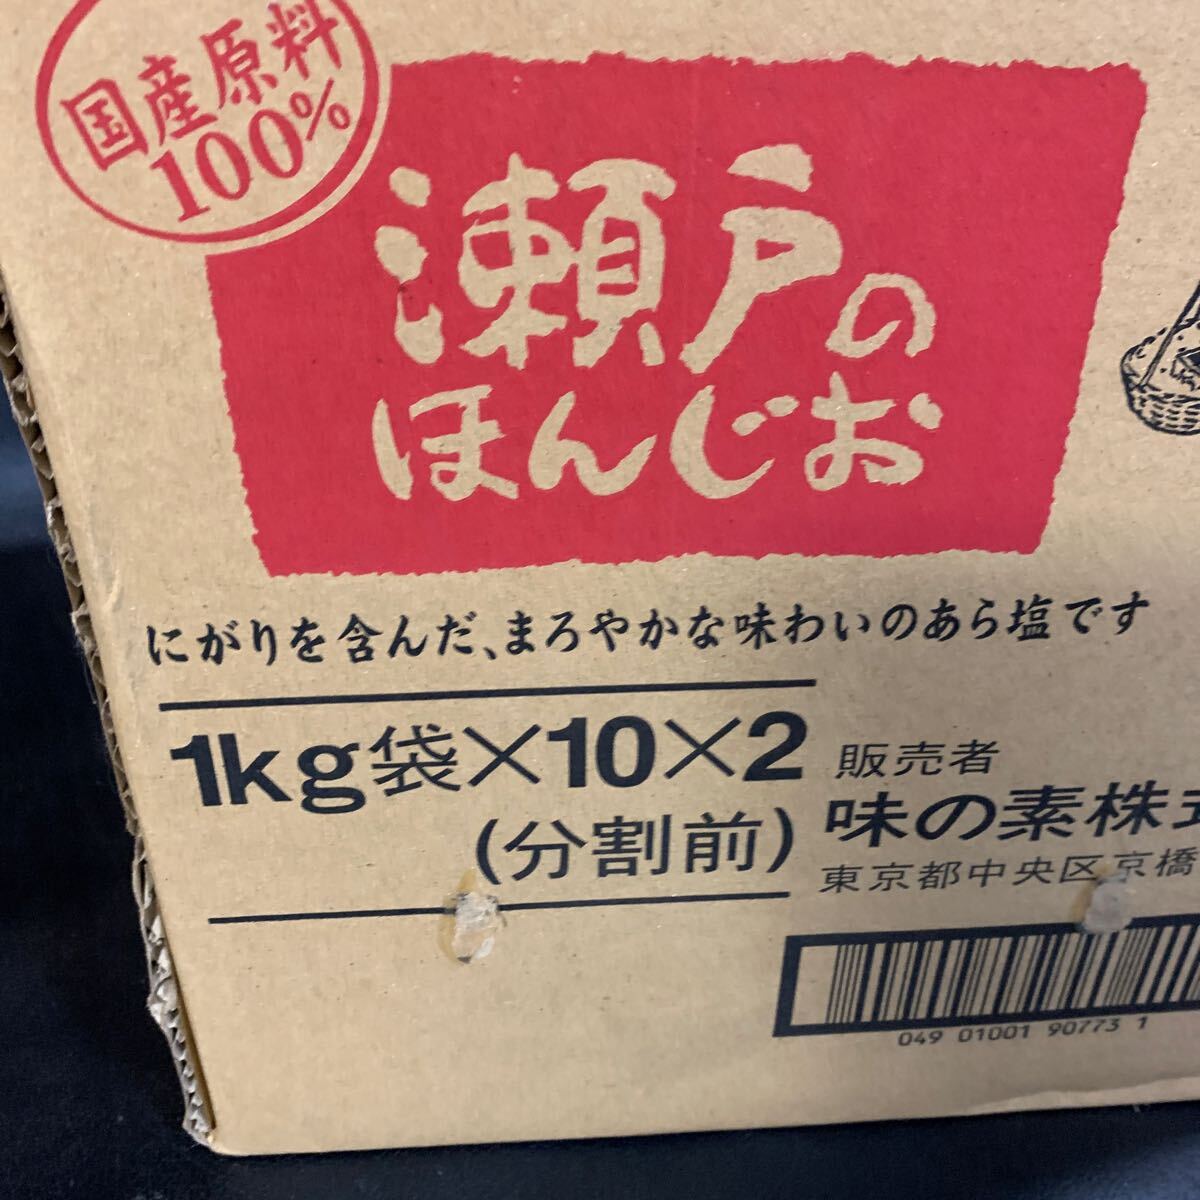 国産原料
100%
瀬戸の
ほんじお
にがりを含んだ、まろやかな味わいのあら塩です
1kg袋×10×2
(分割前)
販売者
味の素株式
東京都中央区京橋
049 01001 90773 1